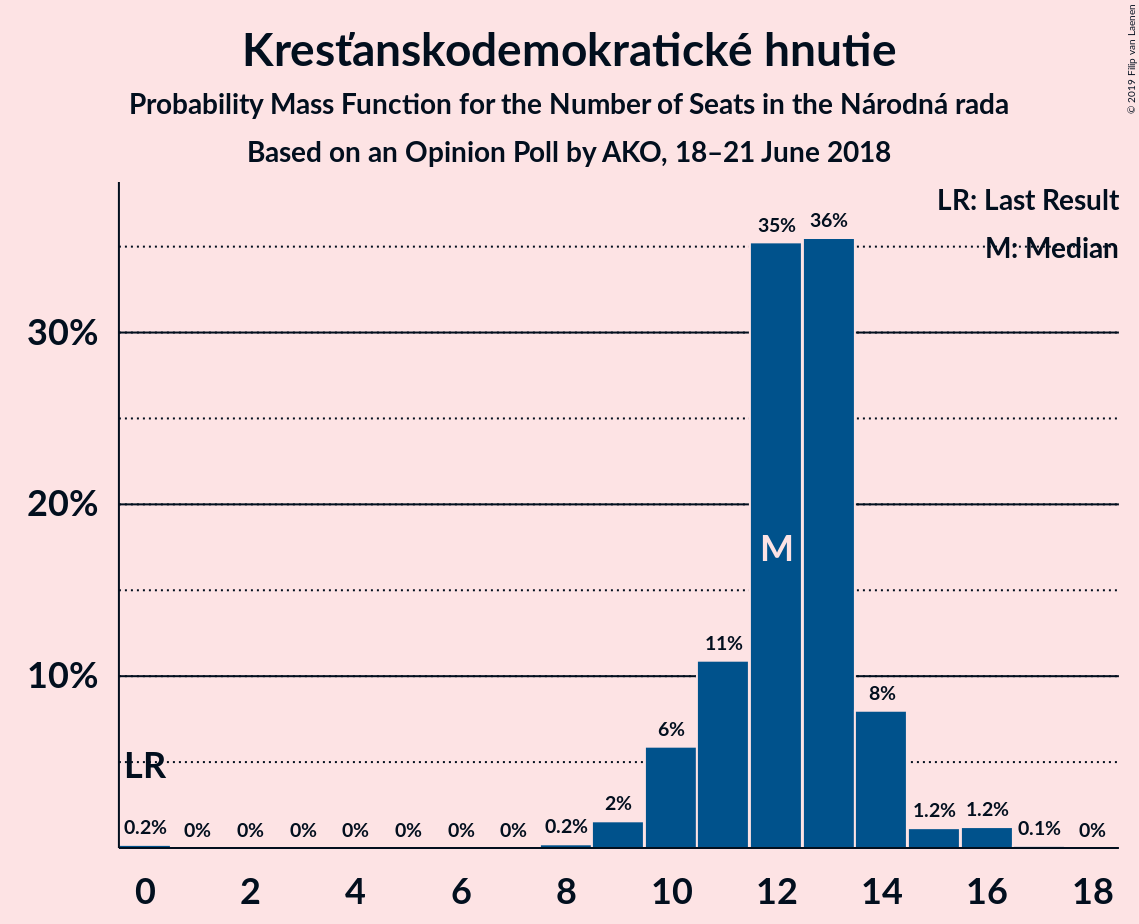 Kresťanskodemokratické hnutie
Probability Mass Function for the Number of Seats in the Národná rada
Based on an Opinion Poll by AKO, 18–21 June 2018
© 2019 Filip van Laenen
LR: Last Result
M: Median
35% 36%
30%
20%
M
11%
10%
8%
6%
LR
2%
0.2% 0% 0% 0% 0% 0% 0% 0% 0.2% 1.2% 1.2% 0.1% 0%
0 2 4 6 8 10 12 14 16 18